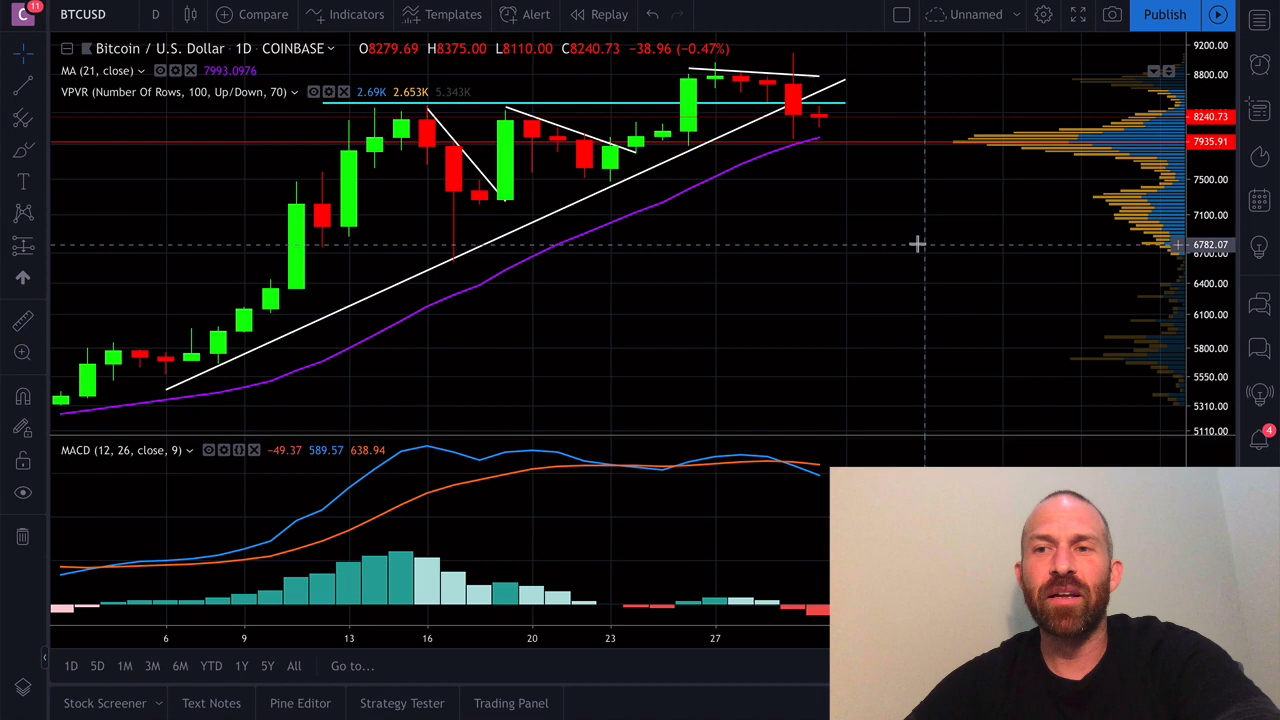 C 11 BTCUSD D Compare Indicators Templates Alert Replay Unnamed Publish
Bitcoin / U.S. Dollar · 1D · COINBASE O8279.69 H8375.00 L8110.00 C8240.73 −38.96 (−0.47%)
MA (21, close) 7993.0976
VPVR (Number Of Rows, 100, Up/Down, 70) 2.69K 2.653K
9200.00
8800.00
8240.73
7935.91
7500.00
7100.00
6782.07
6700.00
6400.00
6100.00
5800.00
5550.00
5310.00
5110.00
MACD (12, 26, close, 9) −49.37 589.57 638.94
4
6 9 13 16 20 23 27
1D 5D 1M 3M 6M YTD 1Y 5Y All Go to...
Stock Screener Text Notes Pine Editor Strategy Tester Trading Panel